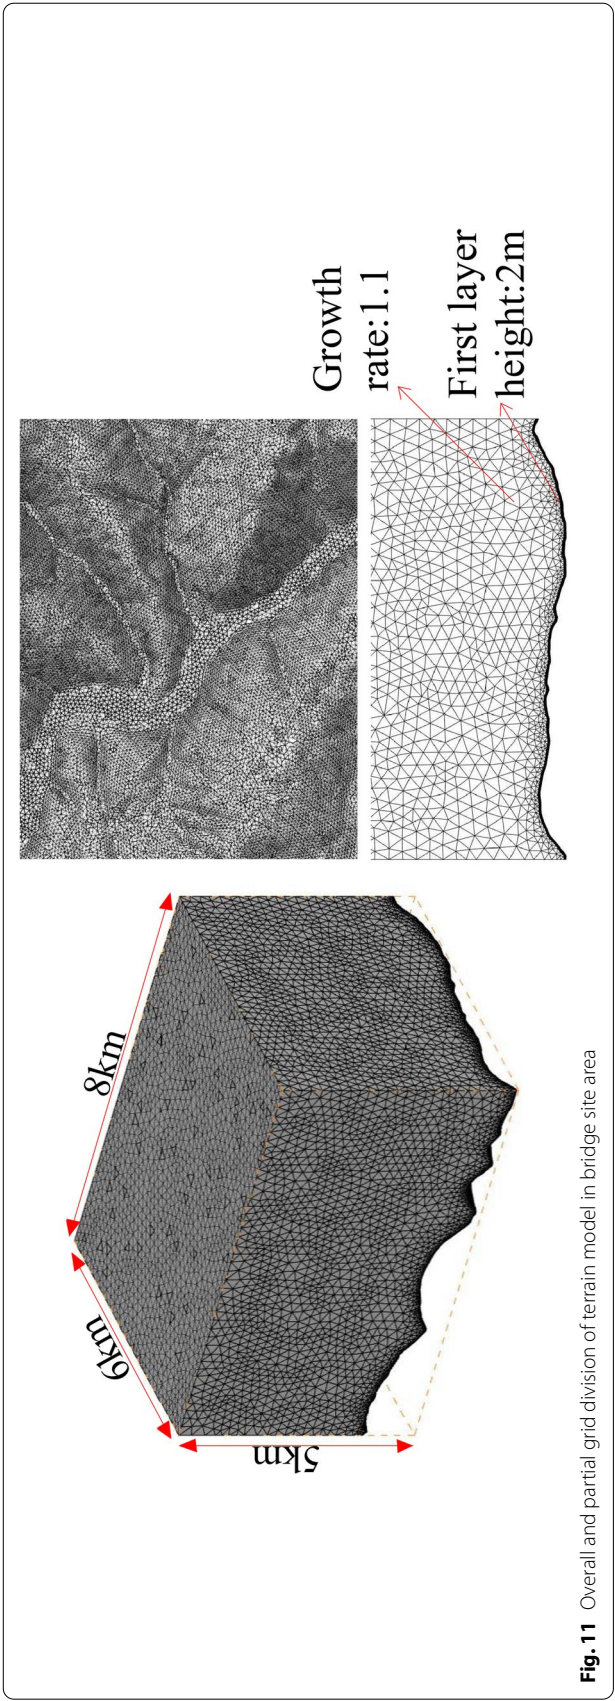 6km
8km
5km
Growth
rate:1.1
First layer
height:2m
Fig. 11 Overall and partial grid division of terrain model in bridge site area